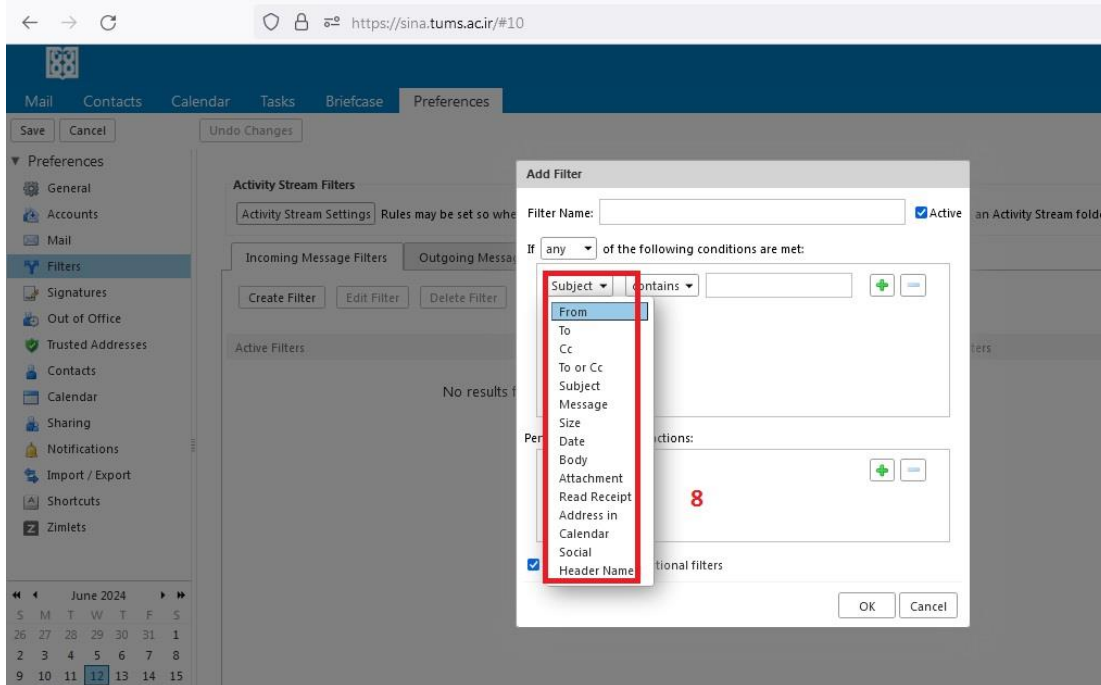 https://sina.tums.ac.ir/#10
Mail Contacts Calendar Tasks Briefcase Preferences
Save Cancel Undo Changes
Preferences
General
Accounts
Mail
Filters
Signatures
Out of Office
Trusted Addresses
Contacts
Calendar
Sharing
Notifications
Import / Export
Shortcuts
Zimlets
Activity Stream Filters
Activity Stream Settings Rules may be set so whe
an Activity Stream folde
Incoming Message Filters Outgoing Messa
Create Filter Edit Filter Delete Filter
Active Filters
No results
Add Filter
Filter Name: Active
If any of the following conditions are met:
Subject contains
From
To
Cc
To or Cc
Subject
Message
Size
Date
Body
Attachment
Read Receipt
Address in
Calendar
Social
Header Name
8
OK Cancel
June 2024
S M T W T F S
26 27 28 29 30 31 1
2 3 4 5 6 7 8
9 10 11 12 13 14 15